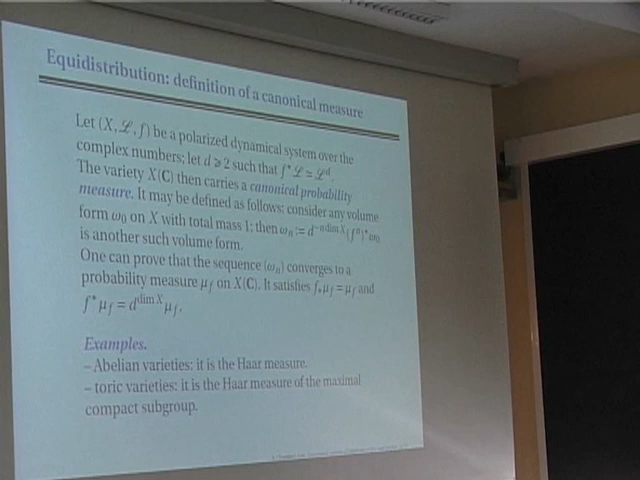 Equidistribution: definition of a canonical measure
Let (X, ℒ, f) be a polarized dynamical system over the
complex numbers; let d ⩾ 2 such that f*ℒ ≃ ℒ^d.
The variety X(C) then carries a canonical probability
measure. It may be defined as follows: consider any volume
form ω₀ on X with total mass 1; then ωₙ := d^{-n dim X}(fⁿ)*ω₀
is another such volume form.
One can prove that the sequence (ωₙ) converges to a
probability measure μ_f on X(C). It satisfies f_*μ_f = μ_f and
f*μ_f = d^{dim X}μ_f.
Examples.
– Abelian varieties: it is the Haar measure.
– toric varieties: it is the Haar measure of the maximal
compact subgroup.